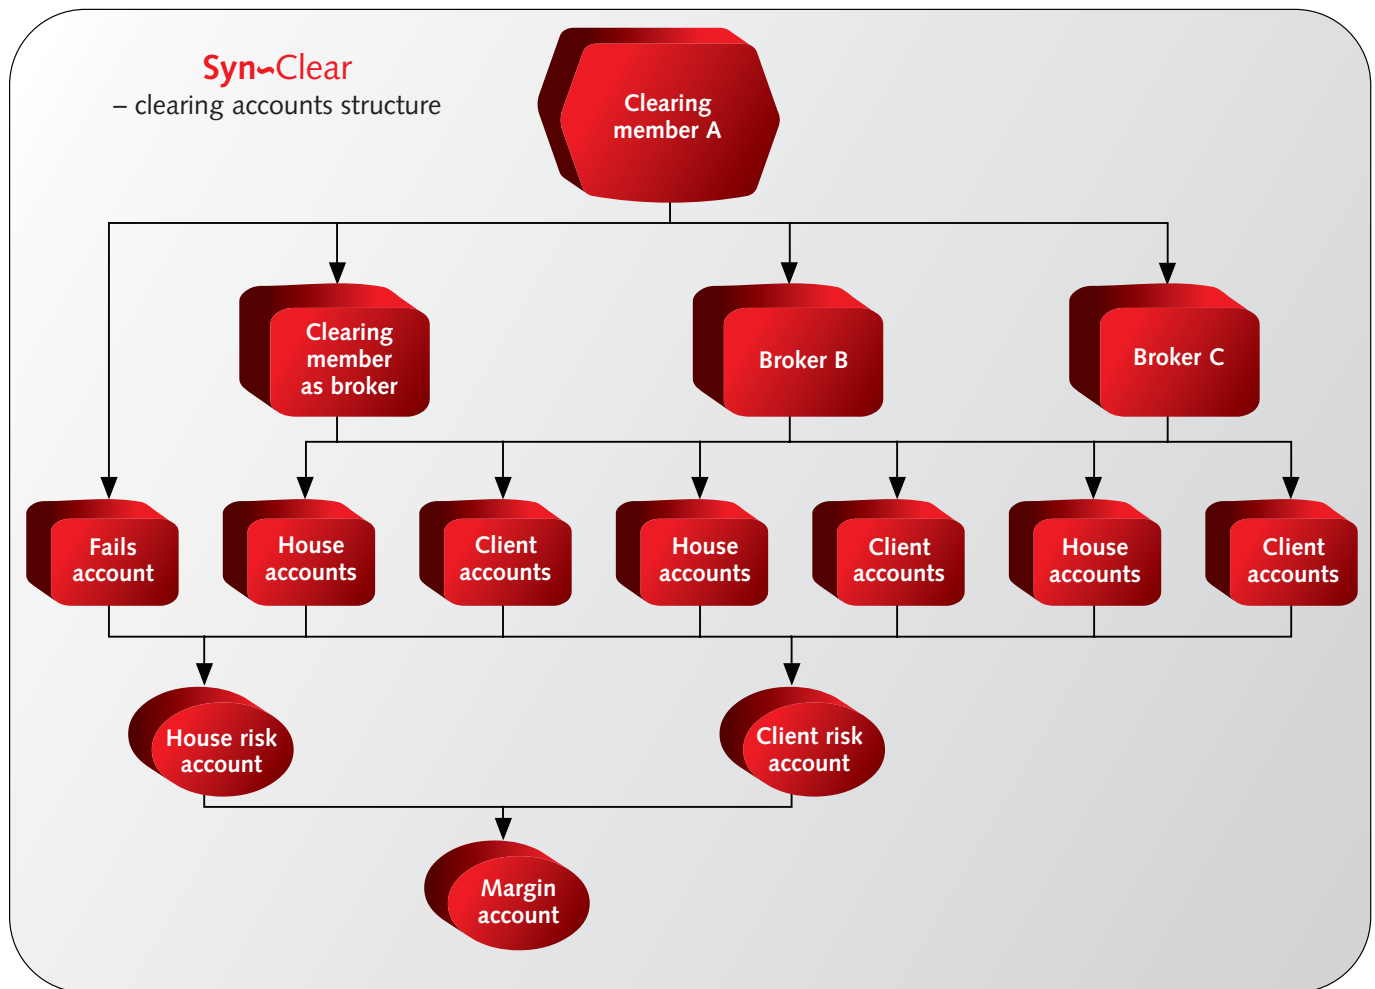 Syn~Clear
– clearing accounts structure
Clearing
member A
Clearing
member
as broker
Broker B
Broker C
Fails
account
House
accounts
Client
accounts
House
accounts
Client
accounts
House
accounts
Client
accounts
House risk
account
Client risk
account
Margin
account